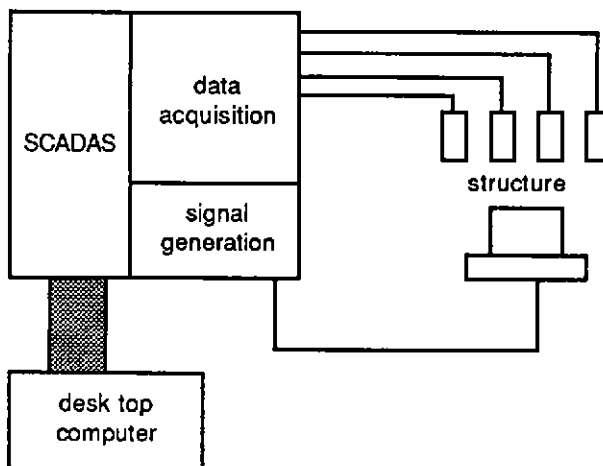 SCADAS
data
acquisition
signal
generation
structure
desk top
computer